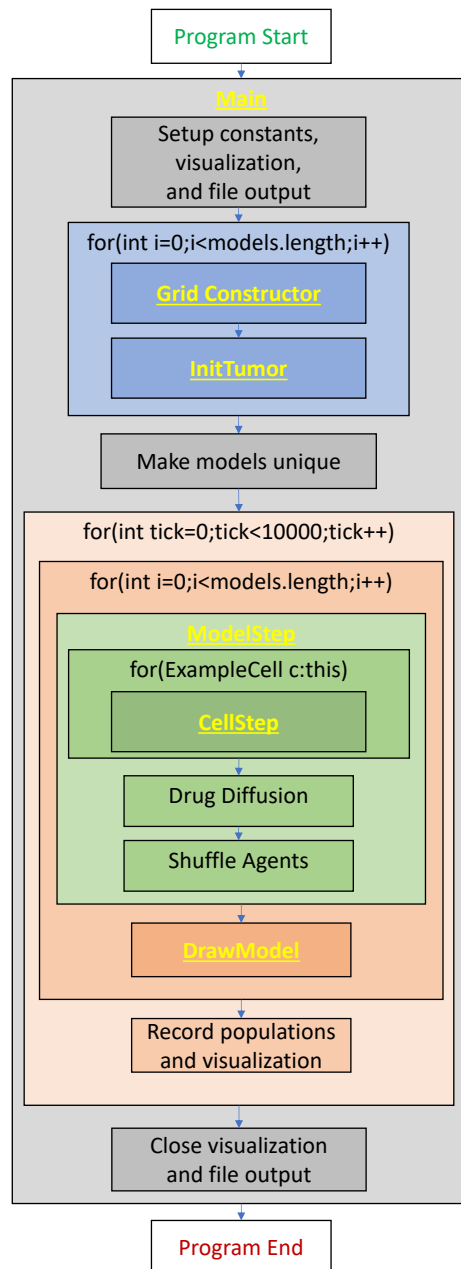 Program Start
Main
Setup constants,
visualization,
and file output
for(int i=0;i<models.length;i++)
Grid Constructor
InitTumor
Make models unique
for(int tick=0;tick<10000;tick++)
for(int i=0;i<models.length;i++)
ModelStep
for(ExampleCell c:this)
CellStep
Drug Diffusion
Shuffle Agents
DrawModel
Record populations
and visualization
Close visualization
and file output
Program End